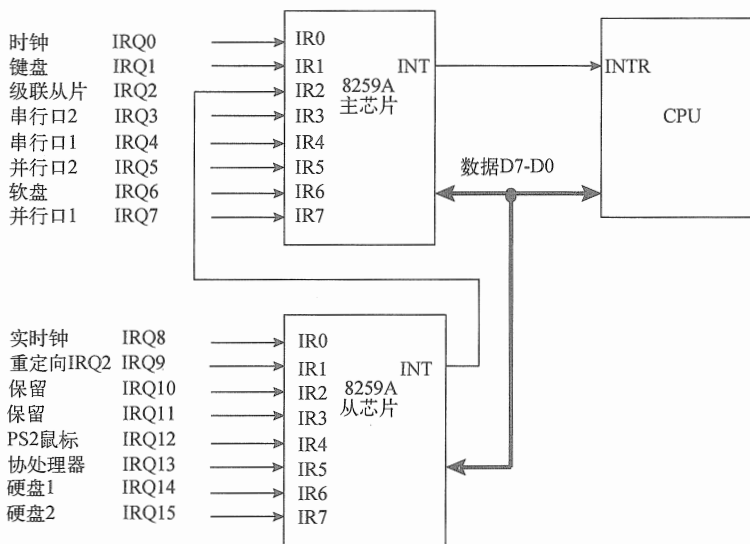 时钟 IRQ0 IR0
键盘 IRQ1 IR1 INT INTR
级联从片 IRQ2 IR2 8259A
串行口2 IRQ3 IR3 主芯片 CPU
串行口1 IRQ4 IR4
并行口2 IRQ5 IR5 数据D7-D0
软盘 IRQ6 IR6
并行口1 IRQ7 IR7
实时钟 IRQ8 IR0
重定向IRQ2 IRQ9 IR1 INT
保留 IRQ10 IR2 8259A
保留 IRQ11 IR3 从芯片
PS2鼠标 IRQ12 IR4
协处理器 IRQ13 IR5
硬盘1 IRQ14 IR6
硬盘2 IRQ15 IR7